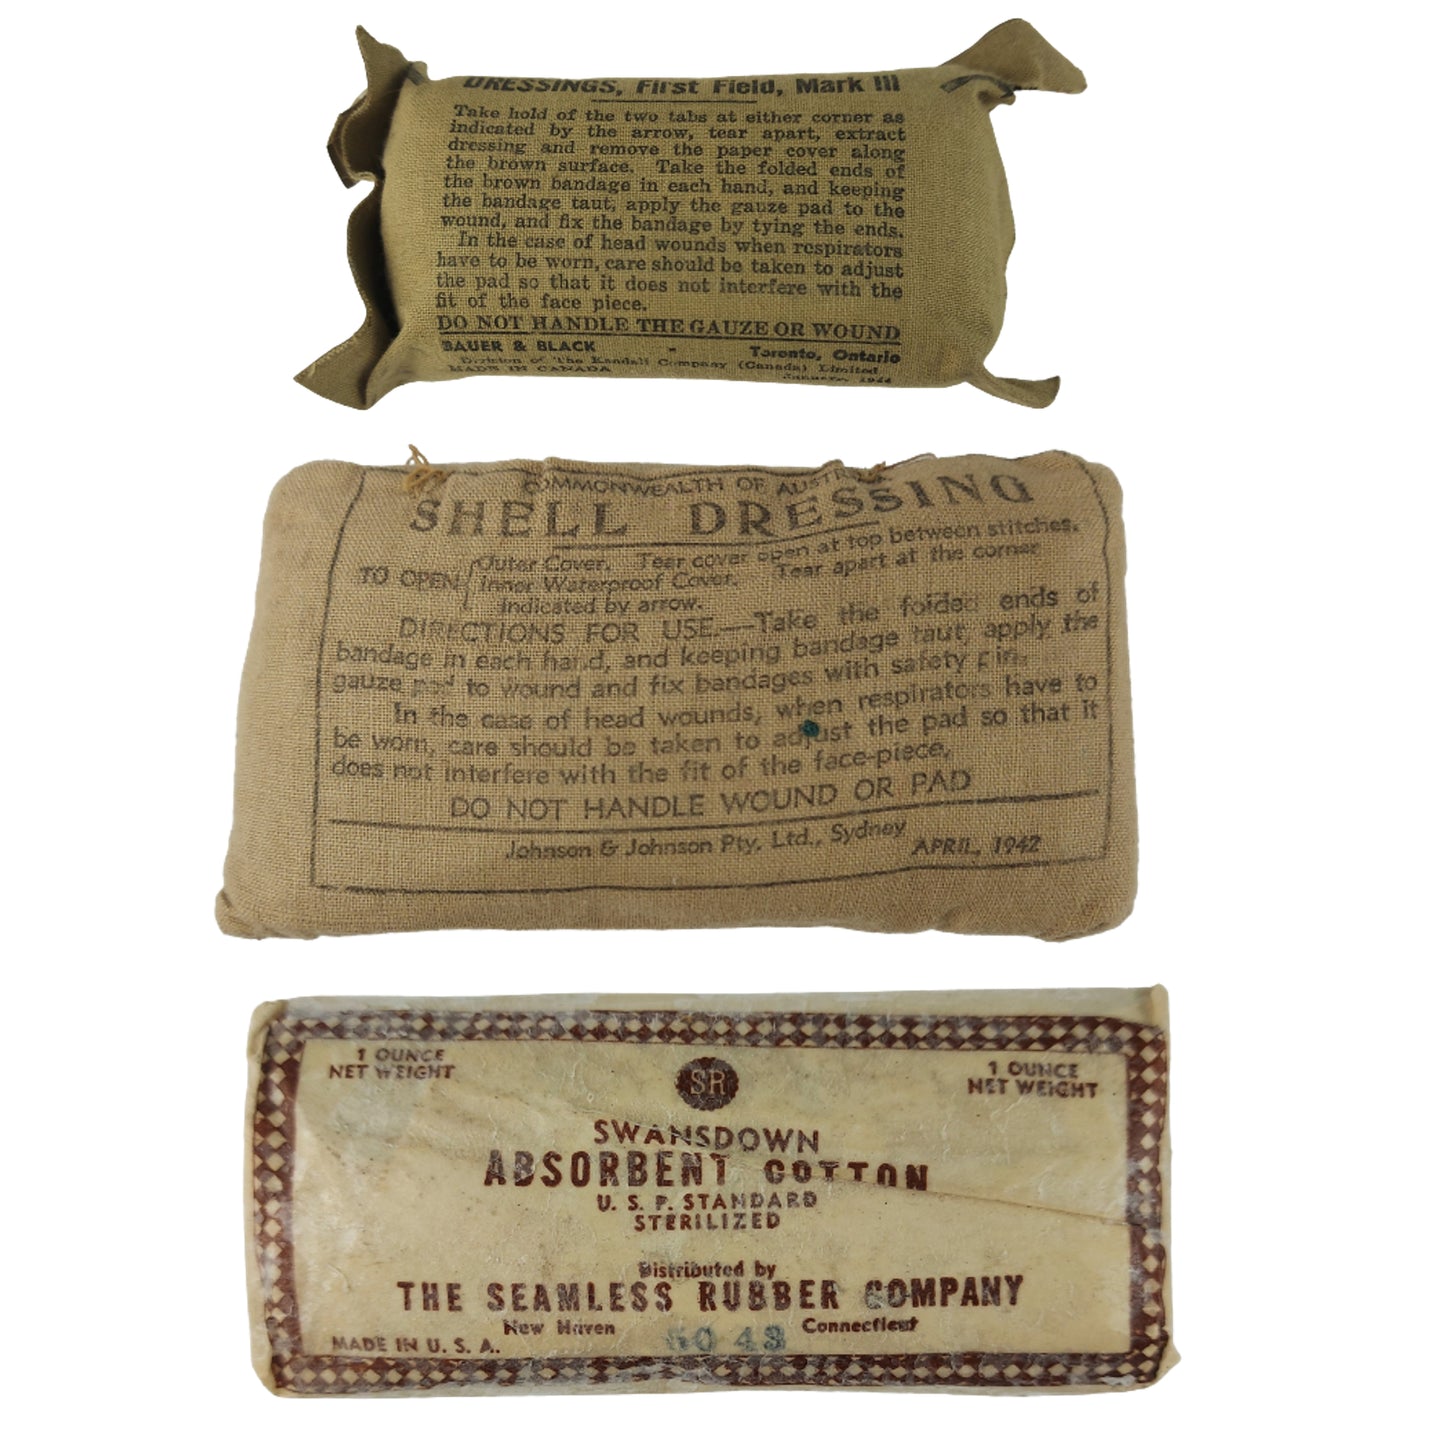 DRESSINGS, First Field, Mark III
Take hold of the two tabs at either corner as
indicated by the arrow, tear apart, extract
dressing and remove the paper cover along
the brown surface. Take the folded ends of
the brown bandage in each hand, and keeping
the bandage taut, apply the gauze pad to the
wound, and fix the bandage by tying the ends.
In the case of head wounds when respirators
have to be worn, care should be taken to adjust
the pad so that it does not interfere with the
fit of the face piece.
DO NOT HANDLE THE GAUZE OR WOUND
BAUER & BLACK - Toronto, Ontario
Division of The Kendall Company (Canada) Limited
MADE IN CANADA January, 1944
COMMONWEALTH OF AUSTRALIA
SHELL DRESSING
TO OPEN { Outer Cover. Tear cover open at top between stitches.
Inner Waterproof Cover. Tear apart at the corner
indicated by arrow.
DIRECTIONS FOR USE.—Take the folded ends of
bandage in each hand, and keeping bandage taut, apply the
gauze pad to wound and fix bandages with safety pin.
In the case of head wounds, when respirators have to
be worn, care should be taken to adjust the pad so that it
does not interfere with the fit of the face-piece.
DO NOT HANDLE WOUND OR PAD
Johnson & Johnson Pty. Ltd., Sydney APRIL, 1942
1 OUNCE
NET WEIGHT
SR
1 OUNCE
NET WEIGHT
SWANSDOWN
ABSORBENT COTTON
U. S. P. STANDARD
STERILIZED
Distributed by
THE SEAMLESS RUBBER COMPANY
New Haven Connecticut
MADE IN U. S. A.